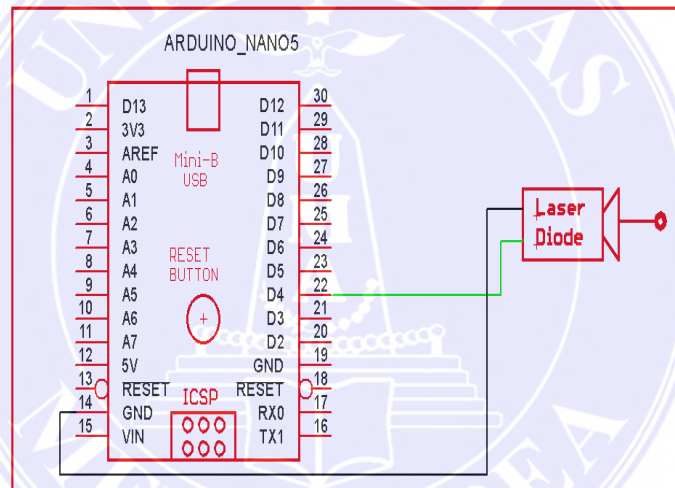 ARDUINO_NANO5
1 D13 D12 30
2 3V3 D11 29
3 AREF D10 28
4 A0 Mini-B D9 27
USB
5 A1 D8 26
6 A2 D7 25
7 A3 D6 24
8 A4 RESET D5 23
BUTTON
9 A5 D4 22
10 A6 D3 21
11 A7 D2 20
12 5V GND 19
13 RESET RESET 18
14 GND ICSP RX0 17
15 VIN TX1 16
Laser
Diode